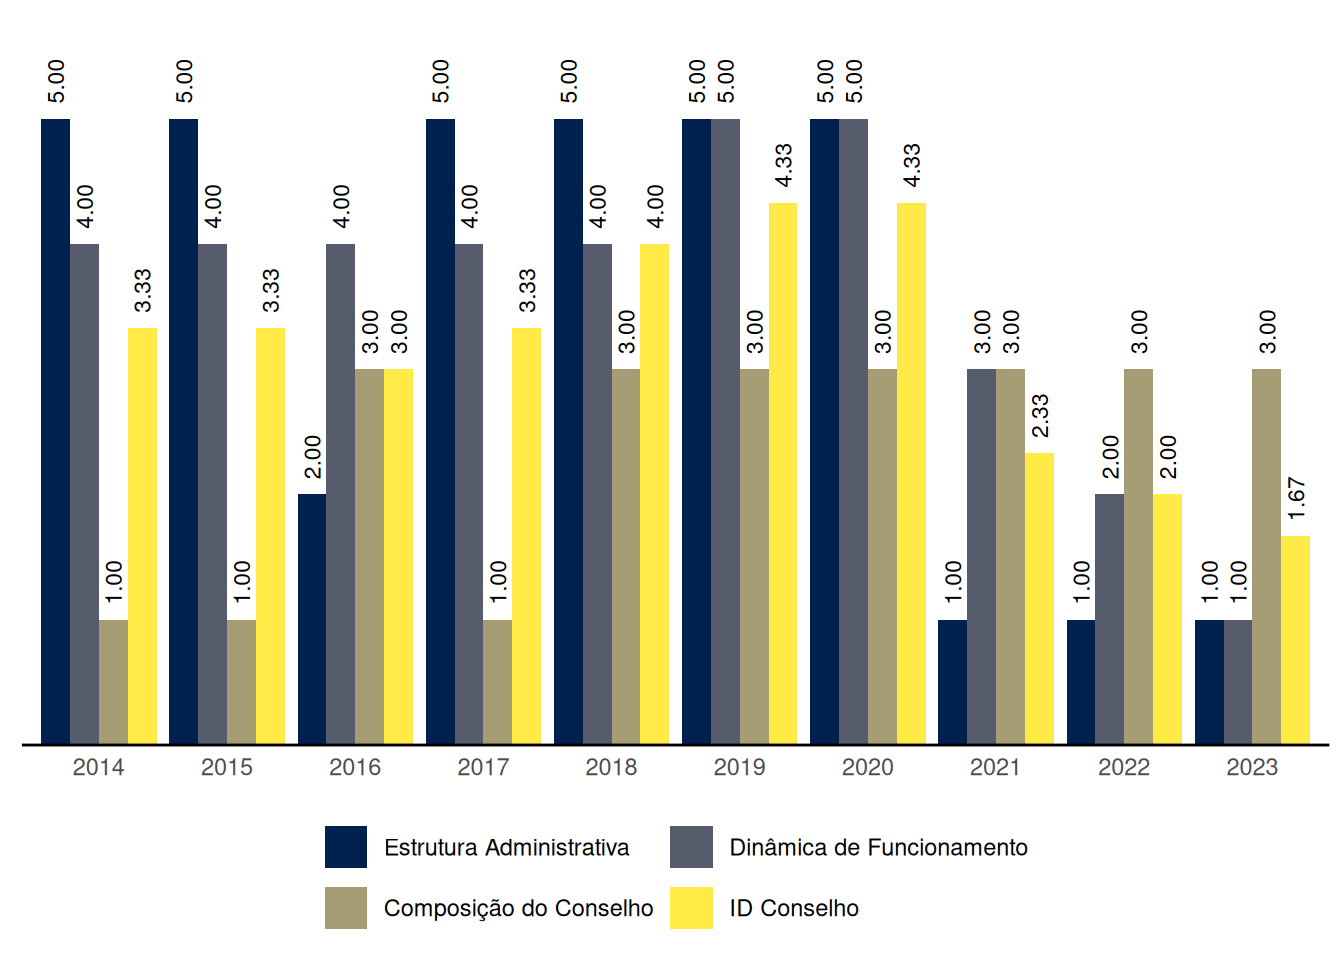 5.00 4.00 1.00 3.33
5.00 4.00 1.00 3.33
2.00 4.00 3.00 3.00
5.00 4.00 1.00 3.33
5.00 4.00 3.00 4.00
5.00 5.00 3.00 4.33
5.00 5.00 3.00 4.33
1.00 3.00 3.00 2.33
1.00 2.00 3.00 2.00
1.00 1.00 3.00 1.67
2014 2015 2016 2017 2018 2019 2020 2021 2022 2023
Estrutura Administrativa Dinâmica de Funcionamento
Composição do Conselho ID Conselho